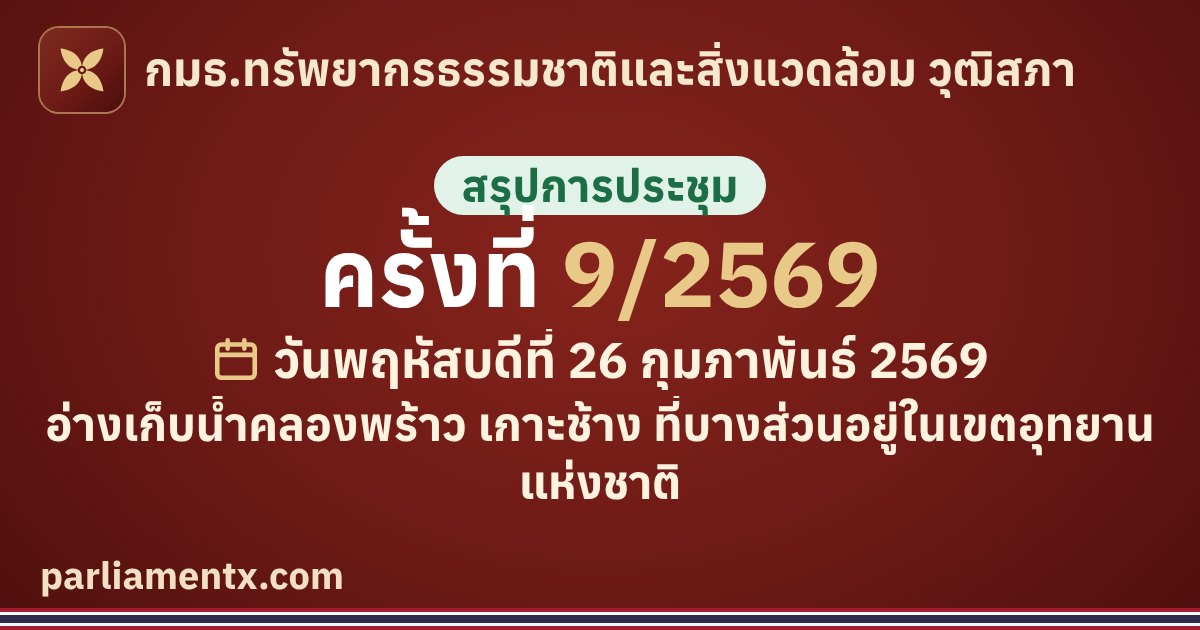 กมธ.ทรัพยากรธรรมชาติและสิ่งแวดล้อม วุฒิสภา
สรุปการประชุม
ครั้งที่ 9/2569
วันพฤหัสบดีที่ 26 กุมภาพันธ์ 2569
อ่างเก็บน้ำคลองพร้าว เกาะช้าง ที่บางส่วนอยู่ในเขตอุทยาน
แห่งชาติ
parliamentx.com